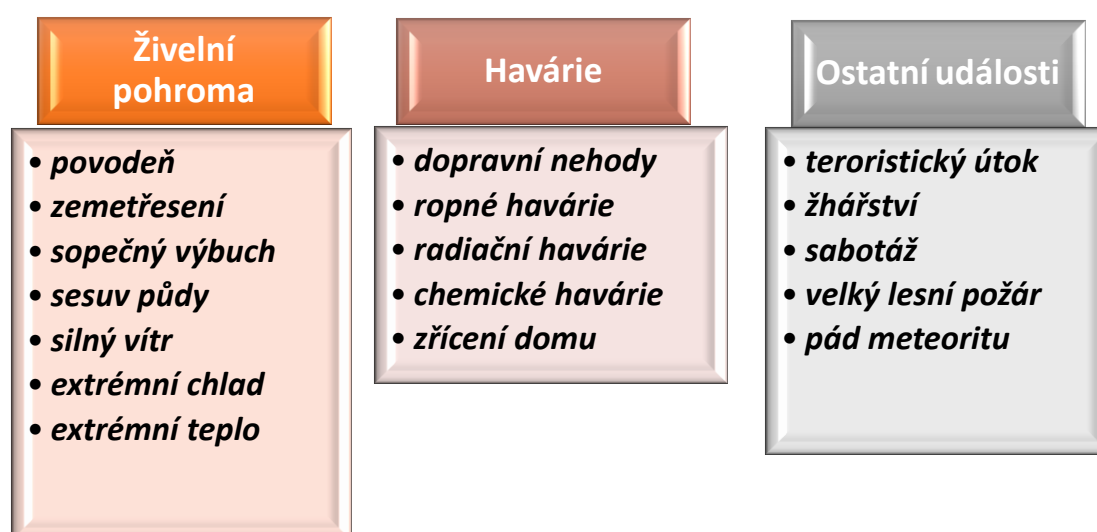 Živelní
pohroma
• povodeň
• zemetřesení
• sopečný výbuch
• sesuv půdy
• silný vítr
• extrémní chlad
• extrémní teplo
Havárie
• dopravní nehody
• ropné havárie
• radiační havárie
• chemické havárie
• zřícení domu
Ostatní události
• teroristický útok
• žhářství
• sabotáž
• velký lesní požár
• pád meteoritu